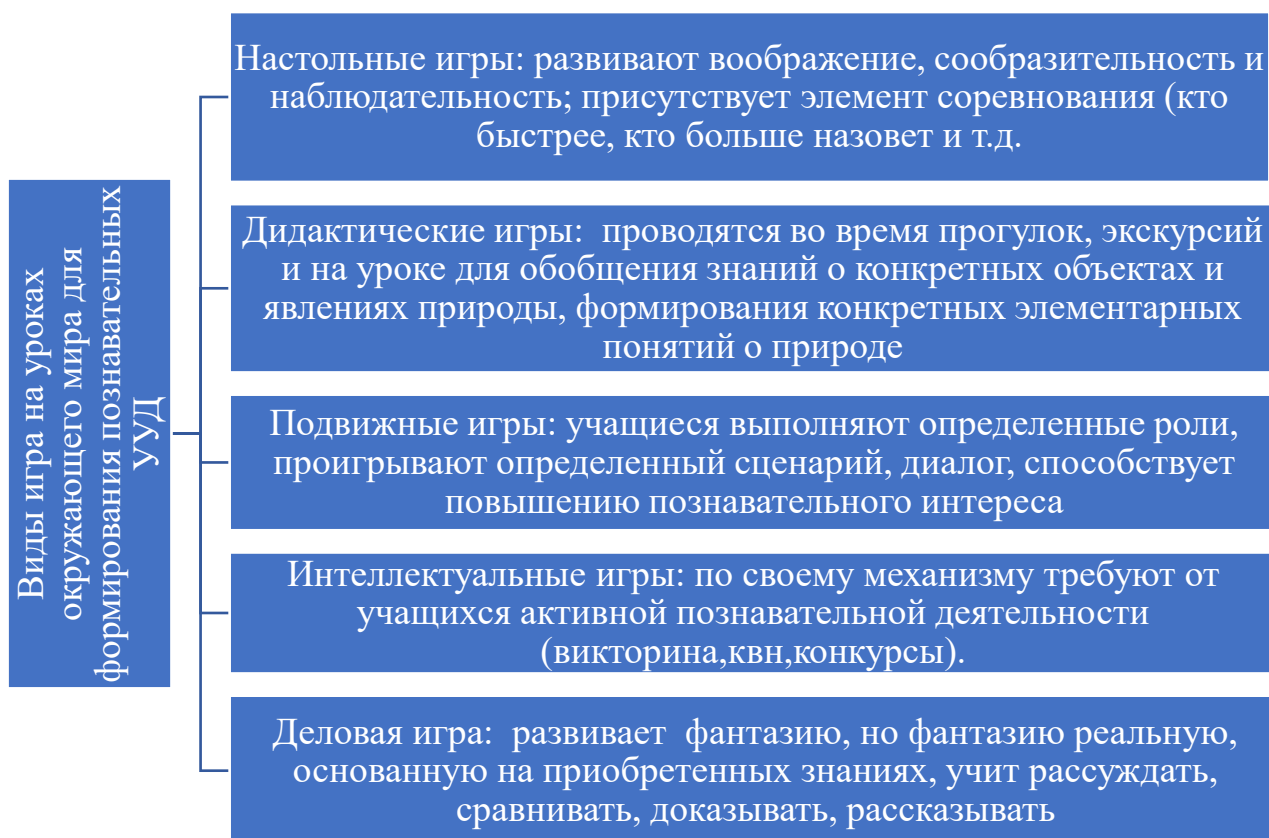 Виды игра на уроках
окружающего мира для
формирования познавательных
УУД
Настольные игры: развивают воображение, сообразительность и
наблюдательность; присутствует элемент соревнования (кто
быстрее, кто больше назовет и т.д.
Дидактические игры:  проводятся во время прогулок, экскурсий
и на уроке для обобщения знаний о конкретных объектах и
явлениях природы, формирования конкретных элементарных
понятий о природе
Подвижные игры: учащиеся выполняют определенные роли,
проигрывают определенный сценарий, диалог, способствует
повышению познавательного интереса
Интеллектуальные игры: по своему механизму требуют от
учащихся активной познавательной деятельности
(викторина,квн,конкурсы).
Деловая игра:  развивает  фантазию, но фантазию реальную,
основанную на приобретенных знаниях, учит рассуждать,
сравнивать, доказывать, рассказывать